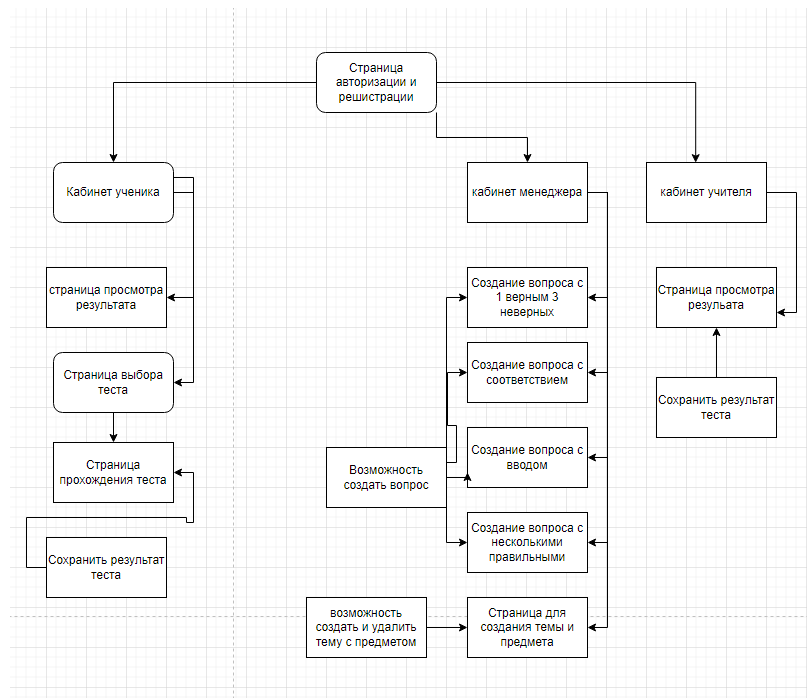 Страница
авторизации и
решистрации
Кабинет ученика
кабинет менеджера
кабинет учителя
страница просмотра
результата
Создание вопроса с
1 верным 3
неверных
Страница просмотра
резульата
Страница выбора
теста
Создание вопроса с
соответствием
Сохранить результат
теста
Страница
прохождения теста
Возможность
создать вопрос
Создание вопроса с
вводом
Сохранить результат
теста
Создание вопроса с
несколькими
правильными
возможность
создать и удалить
тему с предметом
Страница для
создания темы и
предмета